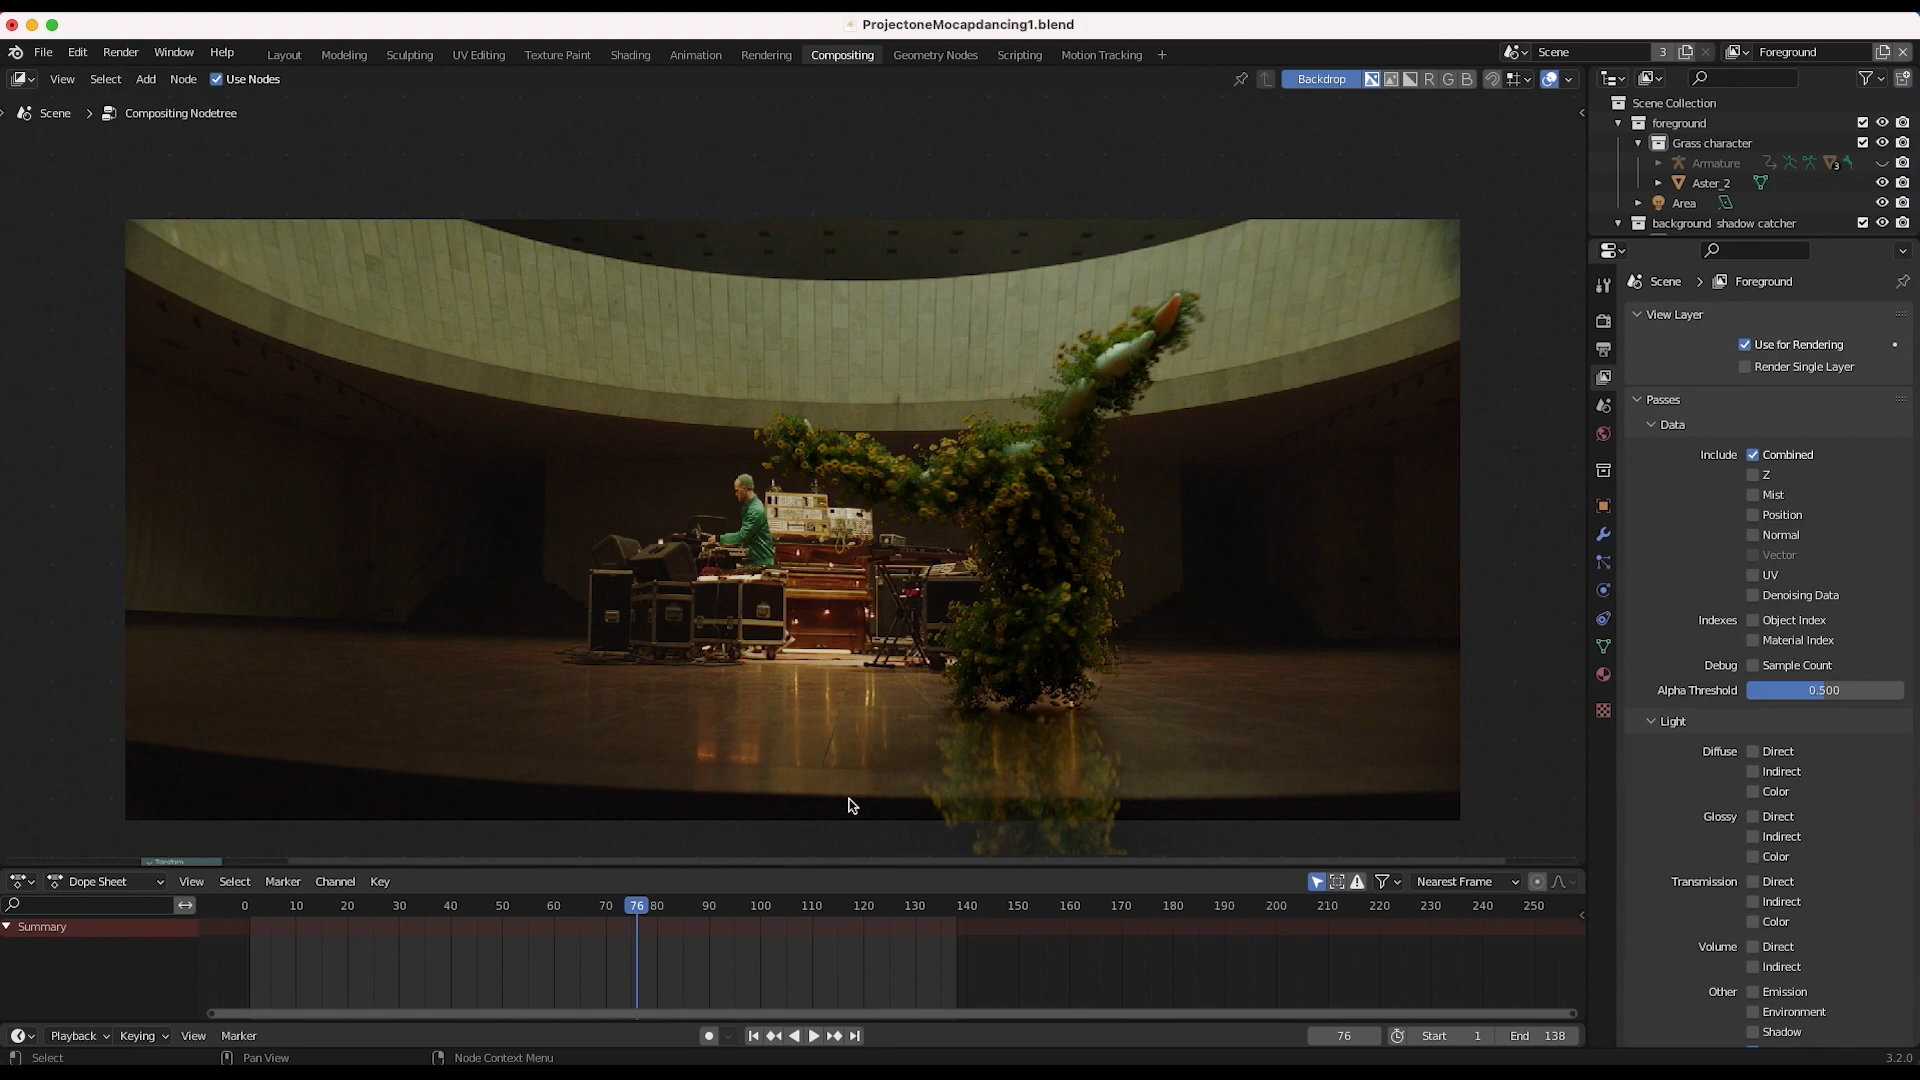 ProjectoneMocapdancing1.blend
File Edit Render Window Help Layout Modeling Sculpting UV Editing Texture Paint Shading Animation Rendering Compositing Geometry Nodes Scripting Motion Tracking + Scene 3 Foreground
View Select Add Node Use Nodes Backdrop R G B
Scene > Compositing Nodetree
Scene Collection
foreground
Grass character
Armature 3
Aster_2
Area
background shadow catcher
Scene > Foreground
View Layer
Use for Rendering
Render Single Layer
Passes
Data
Include Combined
Z
Mist
Position
Normal
Vector
UV
Denoising Data
Indexes Object Index
Material Index
Debug Sample Count
Alpha Threshold 0.500
Light
Diffuse Direct
Indirect
Color
Glossy Direct
Indirect
Color
Transmission Direct
Indirect
Color
Volume Direct
Indirect
Other Emission
Environment
Shadow
Transform
Dope Sheet View Select Marker Channel Key Nearest Frame
0 10 20 30 40 50 60 70 76 80 90 100 110 120 130 140 150 160 170 180 190 200 210 220 230 240 250
Summary
Playback Keying View Marker 76 Start 1 End 138
Select Pan View Node Context Menu 3.2.0